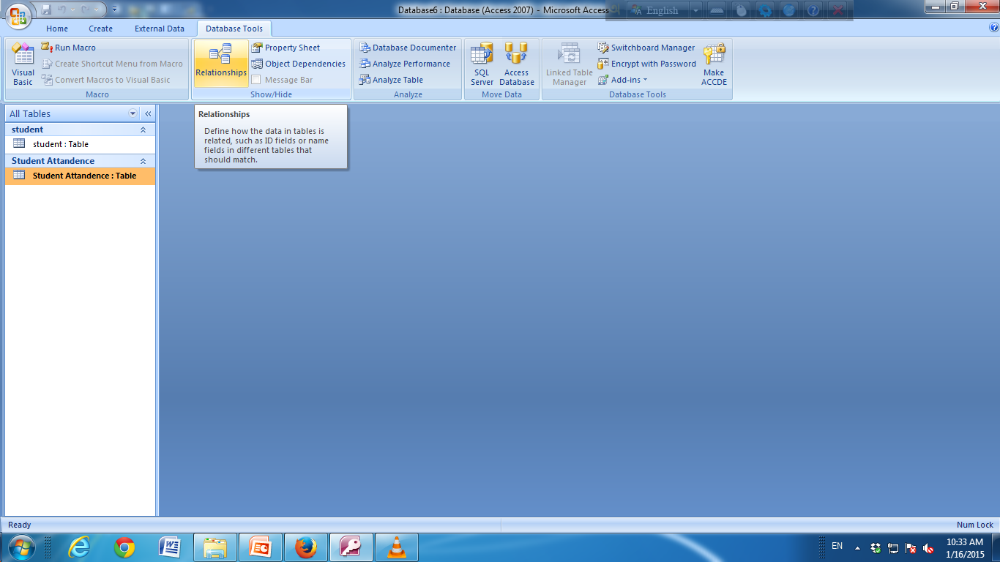 Database6 : Database (Access 2007) - Microsoft Access
English
Home Create External Data Database Tools
Visual Basic
Run Macro
Create Shortcut Menu from Macro
Convert Macros to Visual Basic
Macro
Relationships
Property Sheet
Object Dependencies
Message Bar
Show/Hide
Database Documenter
Analyze Performance
Analyze Table
Analyze
SQL Server
Access Database
Move Data
Linked Table Manager
Switchboard Manager
Encrypt with Password
Add-ins
Make ACCDE
Database Tools
All Tables
student
student : Table
Student Attandence
Student Attandence : Table
Relationships
Define how the data in tables is
related, such as ID fields or name
fields in different tables that
should match.
Ready
Num Lock
EN
10:33 AM
1/16/2015